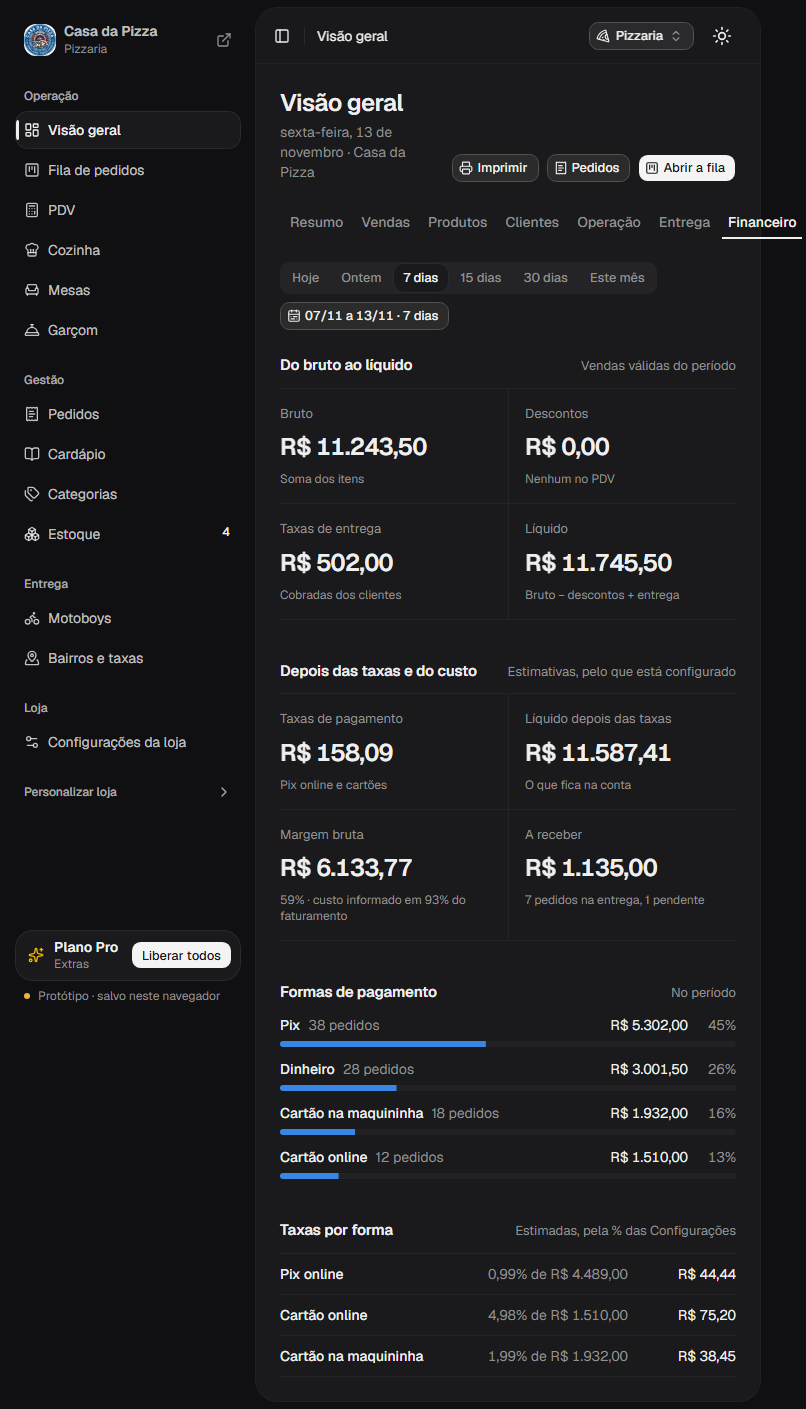 Casa da Pizza
Pizzaria
Operação
Visão geral
Fila de pedidos
PDV
Cozinha
Mesas
Garçom
Gestão
Pedidos
Cardápio
Categorias
Estoque 4
Entrega
Motoboys
Bairros e taxas
Loja
Configurações da loja
Personalizar loja
Plano Pro
Extras
Liberar todos
Protótipo · salvo neste navegador
Visão geral
Pizzaria
Visão geral
sexta-feira, 13 de
novembro · Casa da
Pizza
Imprimir Pedidos Abrir a fila
Resumo Vendas Produtos Clientes Operação Entrega Financeiro
Hoje Ontem 7 dias 15 dias 30 dias Este mês
07/11 a 13/11 · 7 dias
Do bruto ao líquido Vendas válidas do período
Bruto
R$ 11.243,50
Soma dos itens
Descontos
R$ 0,00
Nenhum no PDV
Taxas de entrega
R$ 502,00
Cobradas dos clientes
Líquido
R$ 11.745,50
Bruto − descontos + entrega
Depois das taxas e do custo Estimativas, pelo que está configurado
Taxas de pagamento
R$ 158,09
Pix online e cartões
Líquido depois das taxas
R$ 11.587,41
O que fica na conta
Margem bruta
R$ 6.133,77
59% · custo informado em 93% do
faturamento
A receber
R$ 1.135,00
7 pedidos na entrega, 1 pendente
Formas de pagamento No período
Pix 38 pedidos R$ 5.302,00 45%
Dinheiro 28 pedidos R$ 3.001,50 26%
Cartão na maquininha 18 pedidos R$ 1.932,00 16%
Cartão online 12 pedidos R$ 1.510,00 13%
Taxas por forma Estimadas, pela % das Configurações
Pix online 0,99% de R$ 4.489,00 R$ 44,44
Cartão online 4,98% de R$ 1.510,00 R$ 75,20
Cartão na maquininha 1,99% de R$ 1.932,00 R$ 38,45